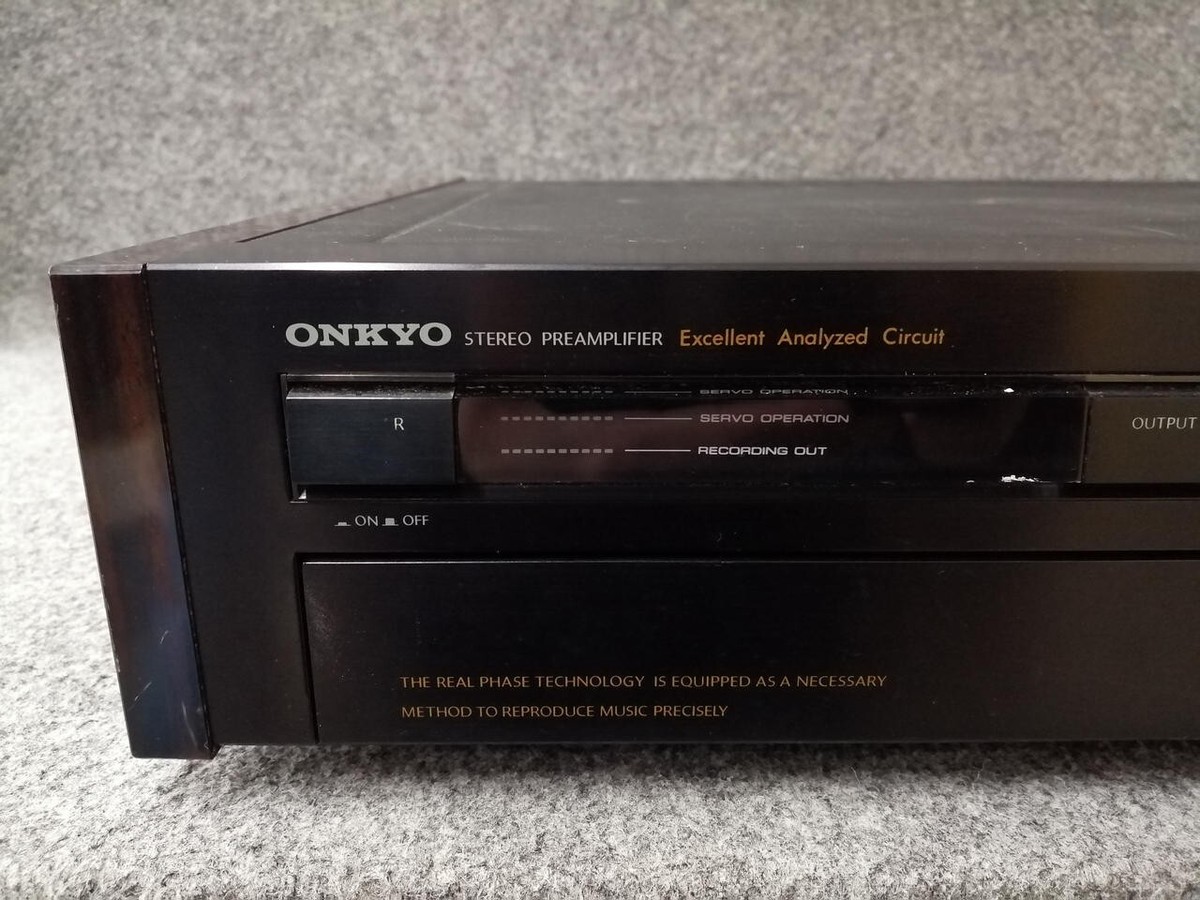 ONKYO STEREO PREAMPLIFIER Excellent Analyzed Circuit
SERVO OPERATION
R
SERVO OPERATION
OUTPUT
RECORDING OUT
ON OFF
THE REAL PHASE TECHNOLOGY IS EQUIPPED AS A NECESSARY
METHOD TO REPRODUCE MUSIC PRECISELY